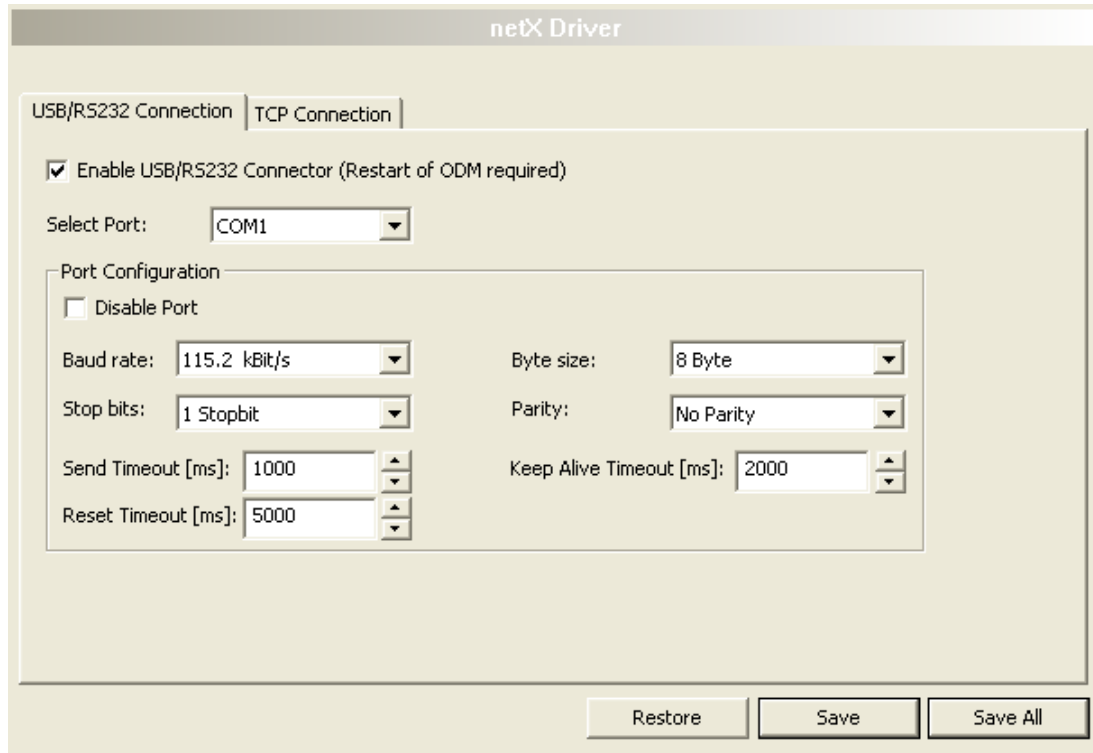 netX Driver
USB/RS232 Connection
TCP Connection
Enable USB/RS232 Connector (Restart of ODM required)
Select Port:
COM1
Port Configuration
Disable Port
Baud rate:
115.2 kBit/s
Byte size:
8 Byte
Stop bits:
1 Stopbit
Parity:
No Parity
Send Timeout [ms]:
1000
Keep Alive Timeout [ms]:
2000
Reset Timeout [ms]:
5000
Restore
Save
Save All